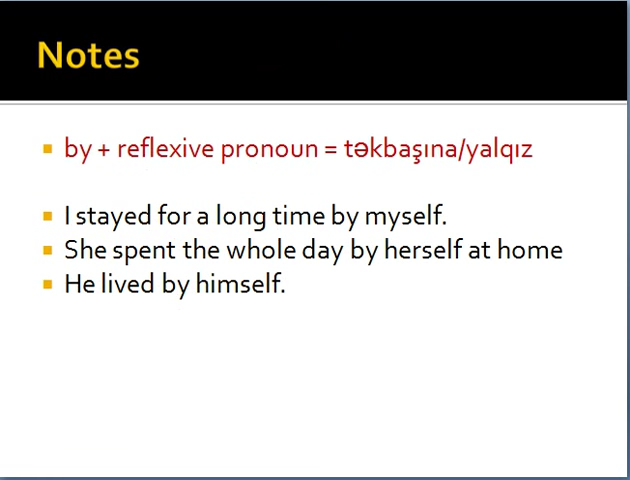 Notes
by + reflexive pronoun = təkbaşına/yalqız
I stayed for a long time by myself.
She spent the whole day by herself at home
He lived by himself.